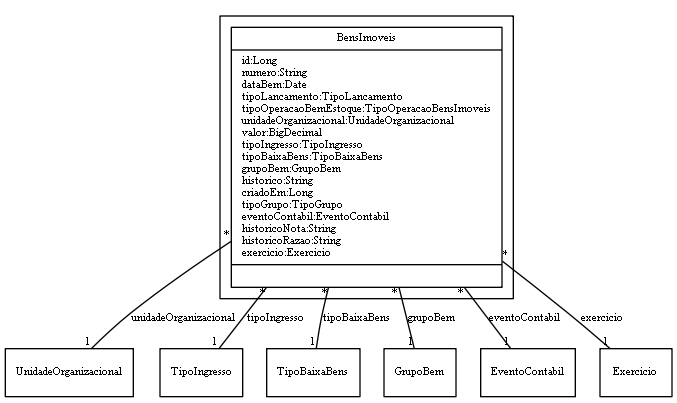 BensImoveis
id:Long
numero:String
dataBem:Date
tipoLancamento:TipoLancamento
tipoOperacaoBemEstoque:TipoOperacaoBensImoveis
unidadeOrganizacional:UnidadeOrganizacional
valor:BigDecimal
tipoIngresso:TipoIngresso
tipoBaixaBens:TipoBaixaBens
grupoBem:GrupoBem
historico:String
criadoEm:Long
tipoGrupo:TipoGrupo
eventoContabil:EventoContabil
historicoNota:String
historicoRazao:String
exercicio:Exercicio
* *
* * * *
unidadeOrganizacional tipoIngresso tipoBaixaBens grupoBem eventoContabil exercicio
1 1 1 1 1 1
UnidadeOrganizacional TipoIngresso TipoBaixaBens GrupoBem EventoContabil Exercicio